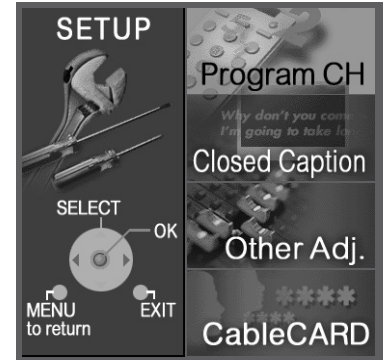 SETUP
SELECT
OK
MENU
to return
EXIT
Program CH
Why don't you come
I'm going to take
Closed Caption
Other Adj.
****
****
CableCARD